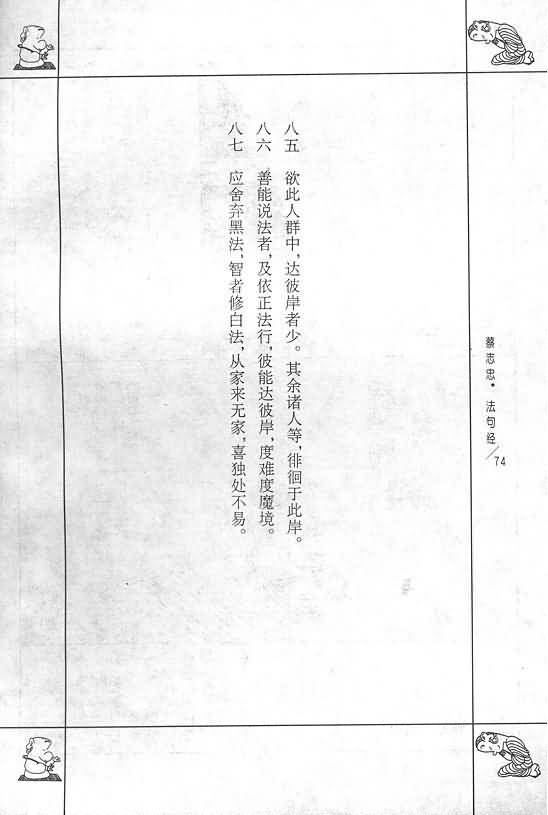 八五 欲此人群中，达彼岸者少。其余诸人等，徘徊于此岸。
八六 善能说法者，及依正法行，彼能达彼岸，度难度魔境。
八七 应舍弃黑法，智者修白法，从家来无家，喜独处不易。
蔡志忠·法句经/74